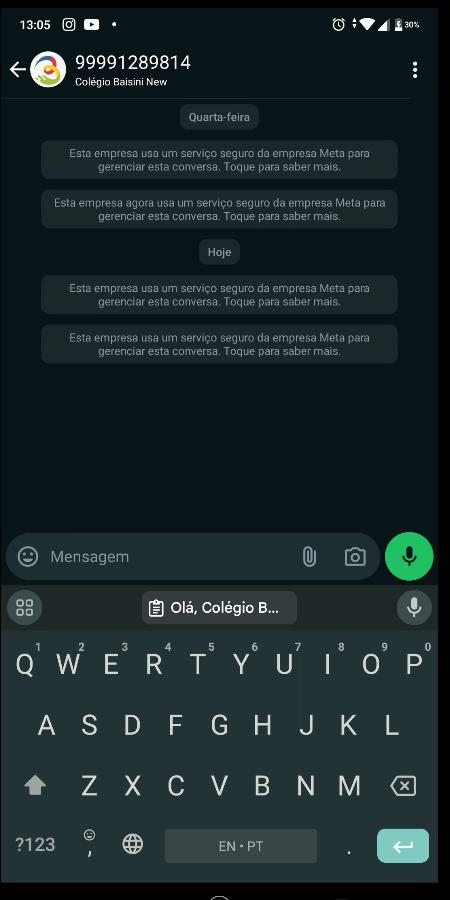 13:05 30%
99991289814
Colégio Baisini New
Quarta-feira
Esta empresa usa um serviço seguro da empresa Meta para
gerenciar esta conversa. Toque para saber mais.
Esta empresa agora usa um serviço seguro da empresa Meta para
gerenciar esta conversa. Toque para saber mais.
Hoje
Esta empresa usa um serviço seguro da empresa Meta para
gerenciar esta conversa. Toque para saber mais.
Esta empresa usa um serviço seguro da empresa Meta para
gerenciar esta conversa. Toque para saber mais.
Mensagem
Olá, Colégio B...
1 2 3 4 5 6 7 8 9 0
Q W E R T Y U I O P
A S D F G H J K L
Z X C V B N M
?123 , EN • PT .